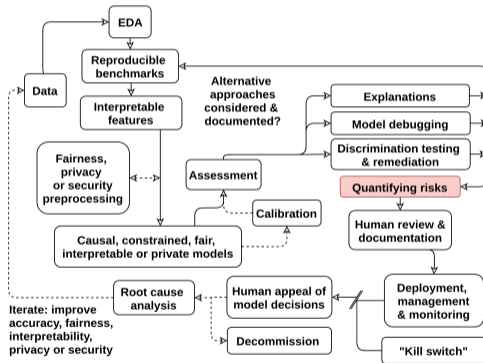 EDA
Reproducible
benchmarks
Data
Interpretable
features
Alternative
approaches
considered &
documented?
Explanations
Model debugging
Discrimination testing
& remediation
Fairness,
privacy
or security
preprocessing
Assessment
Quantifying risks
Calibration
Human review &
documentation
Causal, constrained, fair,
interpretable or private models
Root cause
analysis
Human appeal of
model decisions
Deployment,
management
& monitoring
Iterate: improve
accuracy, fairness,
interpretability,
privacy or security
Decommission
"Kill switch"